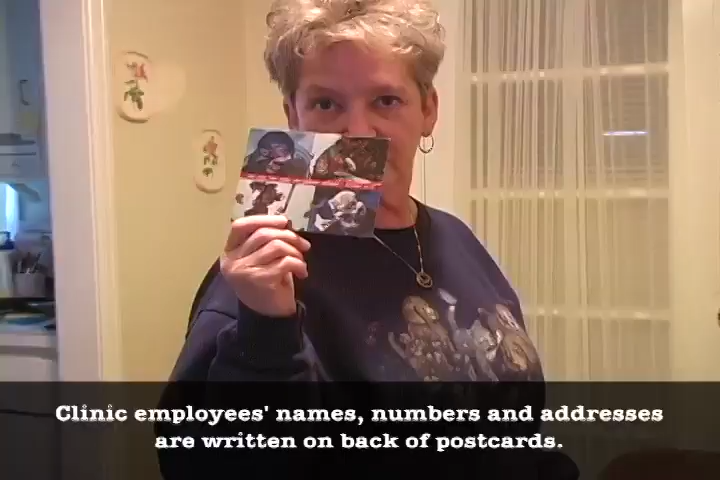 Clinic employees' names, numbers and addresses
are written on back of postcards.